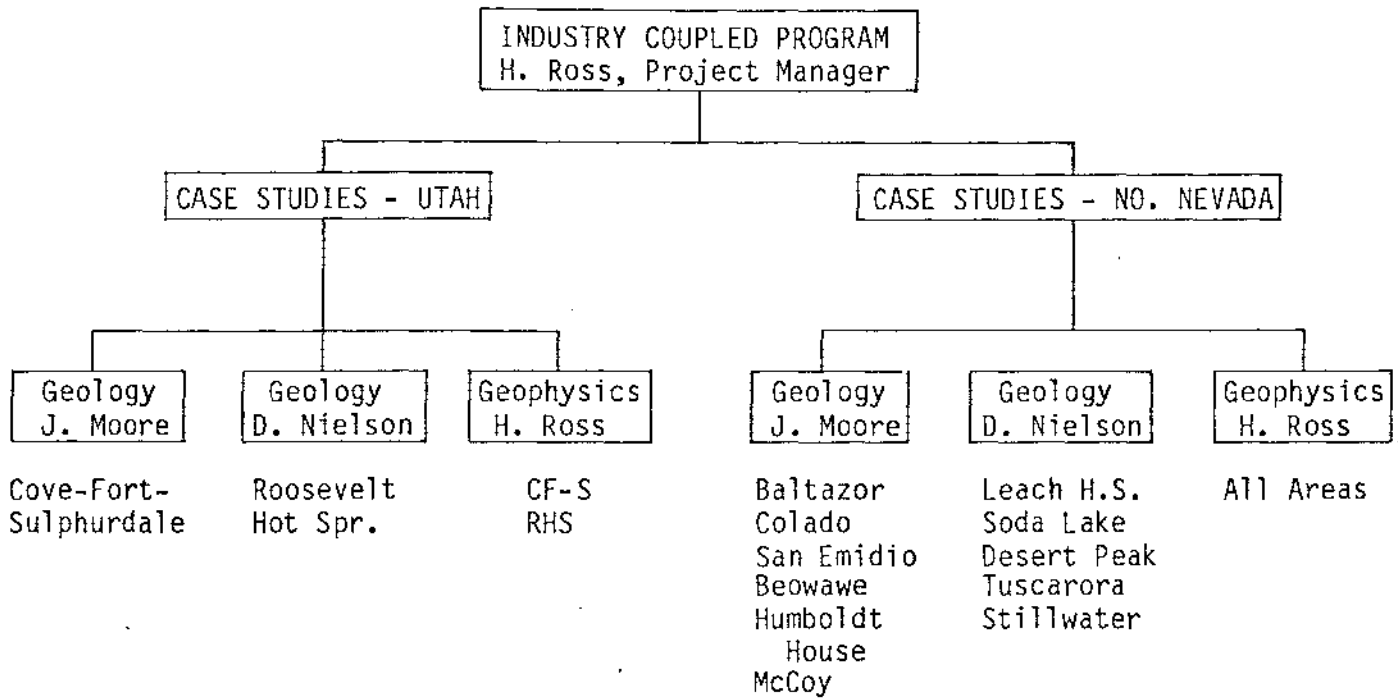 INDUSTRY COUPLED PROGRAM
H. Ross, Project Manager
CASE STUDIES - UTAH
CASE STUDIES - NO. NEVADA
Geology
J. Moore
Geology
D. Nielson
Geophysics
H. Ross
Geology
J. Moore
Geology
D. Nielson
Geophysics
H. Ross
Cove-Fort-
Sulphurdale
Roosevelt
Hot Spr.
CF-S
RHS
Baltazor
Colado
San Emidio
Beowawe
Humboldt
House
McCoy
Leach H.S.
Soda Lake
Desert Peak
Tuscarora
Stillwater
All Areas